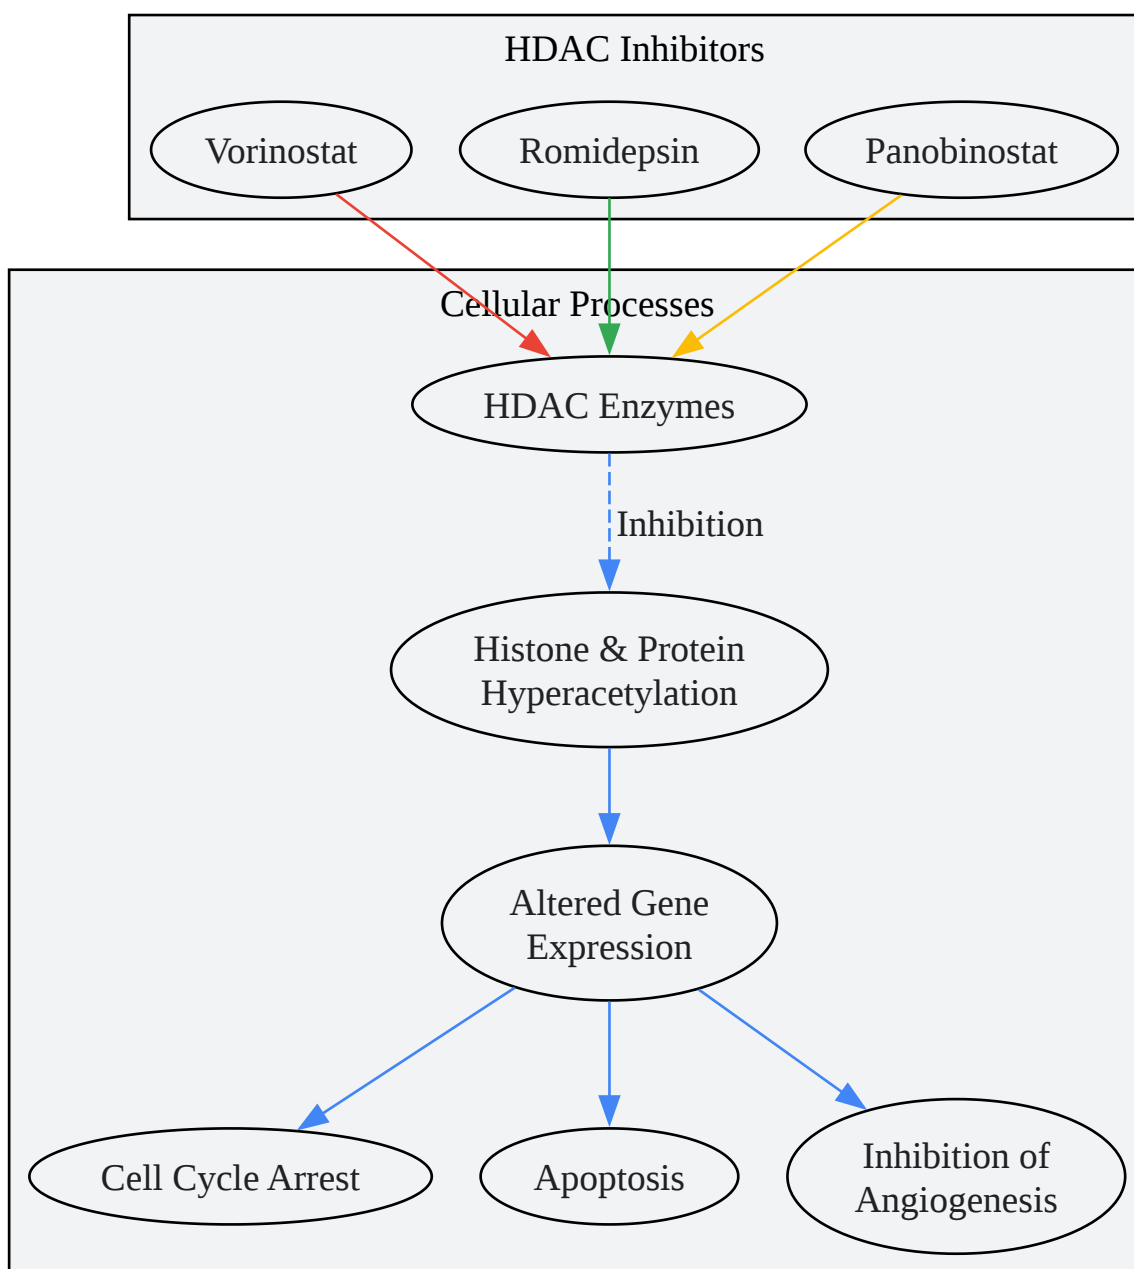 HDAC Inhibitors
Vorinostat
Romidepsin
Panobinostat
Cellular Processes
HDAC Enzymes
Inhibition
Histone & Protein
Hyperacetylation
Altered Gene
Expression
Cell Cycle Arrest
Apoptosis
Inhibition of
Angiogenesis